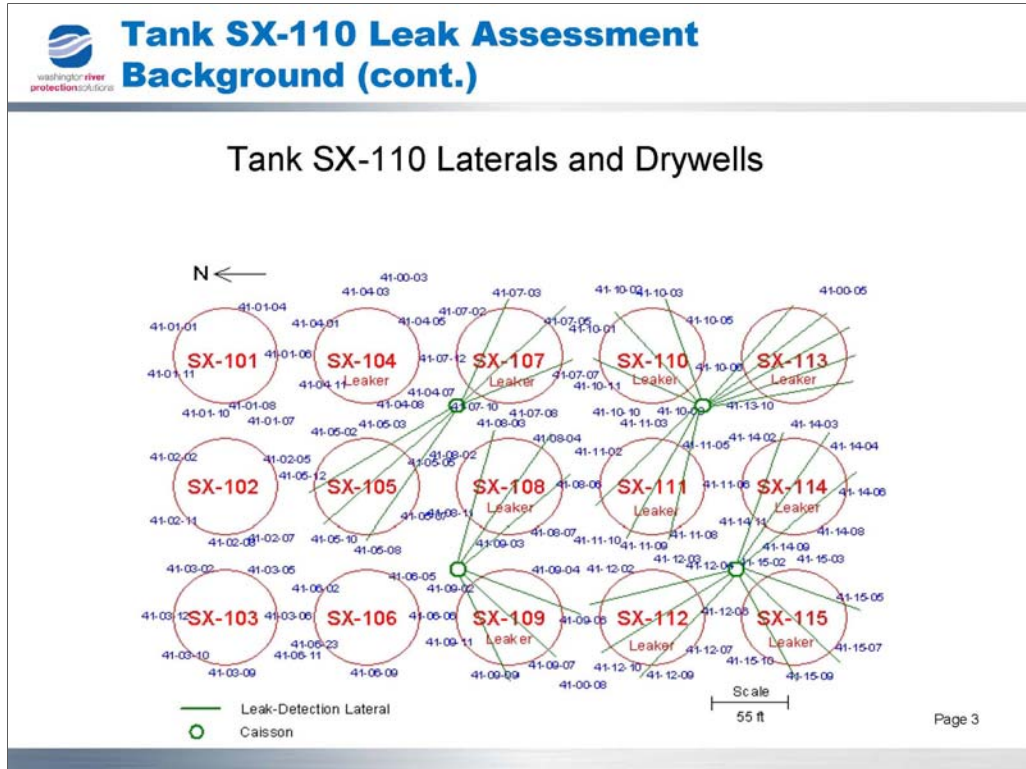 washington river
protectionsolutions
Tank SX-110 Leak Assessment
Background (cont.)
Tank SX-110 Laterals and Drywells
N
41-00-03
41-04-03
41-07-03
41-10-02
41-10-03
41-00-05
41-01-04
41-07-02
41-01-01
41-04-01
41-04-05
41-07-05
41-10-01
41-10-05
SX-101
41-01-06
SX-104
Leaker
41-07-12
SX-107
Leaker
SX-110
Leaker
41-10-06
SX-113
Leaker
41-01-11
41-04-11
41-04-07
41-07-07
41-10-11
41-01-10
41-01-08
41-04-08
41-07-10
41-07-08
41-10-10
41-13-10
41-01-07
41-05-02
41-05-03
41-08-03
41-11-03
41-14-03
41-02-02
41-02-05
41-08-02
41-08-04
41-11-02
41-11-05
41-14-02
41-14-04
SX-102
41-05-12
SX-105
41-05-05
SX-108
Leaker
41-08-06
SX-111
Leaker
41-11-06
SX-114
Leaker
41-14-06
41-02-11
41-05-07
41-08-11
41-14-11
41-02-07
41-05-10
41-05-08
41-08-07
41-11-10
41-11-09
41-11-08
41-14-08
41-14-09
41-03-02
41-03-05
41-06-02
41-06-05
41-09-03
41-09-02
41-09-04
41-12-02
41-12-03
41-12-04
41-15-02
41-15-03
41-15-05
41-03-12
SX-103
41-03-06
SX-106
41-06-06
SX-109
Leaker
SX-112
Leaker
SX-115
Leaker
41-03-10
41-03-09
41-06-11
41-06-09
41-09-11
41-09-09
41-09-07
41-00-08
41-12-10
41-12-09
41-12-07
41-15-10
41-15-09
41-15-07
Leak-Detection Lateral
Caisson
Scale
55 ft
Page 3